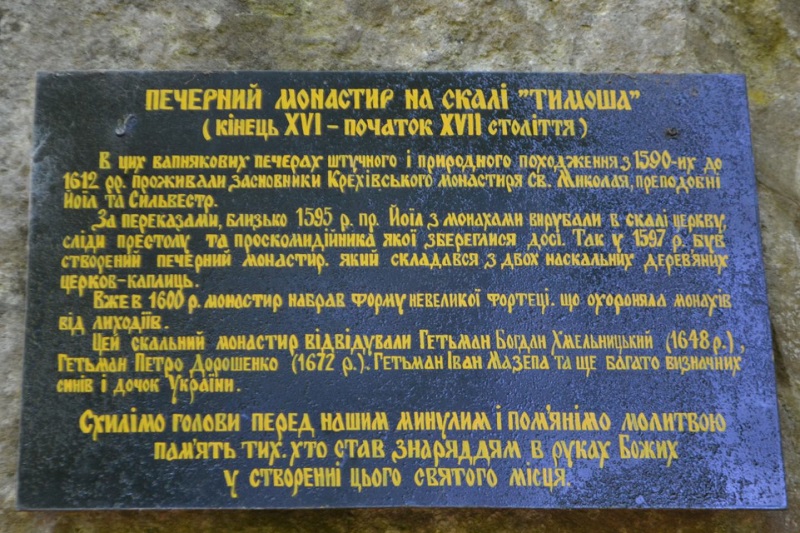 ПЕЧЕРНИЙ МОНАСТИР НА СКАЛІ "ТИМОША"
(КІНЕЦЬ XVI – ПОЧАТОК XVII СТОЛІТТЯ)
В цих вапнякових печерах штучного і природного походження з 1590-их до
1612 рр. проживали засновники Крехівського монастиря Св. Миколая, преподобні
Йоіл та Сильвестр.
За переказами, близько 1595 р. пр. Йоіл з монахами вирубали в скалі церкву,
сліди престолу та проскомидійника якої збереглися досі. Так у 1597 р. був
створений печерний монастир. який складався з двох наскальних дерев'яних
церков-каплиць.
Вже в 1600 р. монастир набрав форму невеликої фортеці. що охороняла монахів
від лиходіїв.
Цей скальний монастир відвідували Гетьман Богдан Хмельницький (1648 р.),
Гетьман Петро Дорошенко (1672 р.). Гетьман Іван Мазепа та ще багато визначних
синів і дочок України.
Схилімо голови перед нашим минулим і пом'янімо молитвою
пам'ять тих. хто став знаряддям в руках Божих
у створенні цього святого місця.